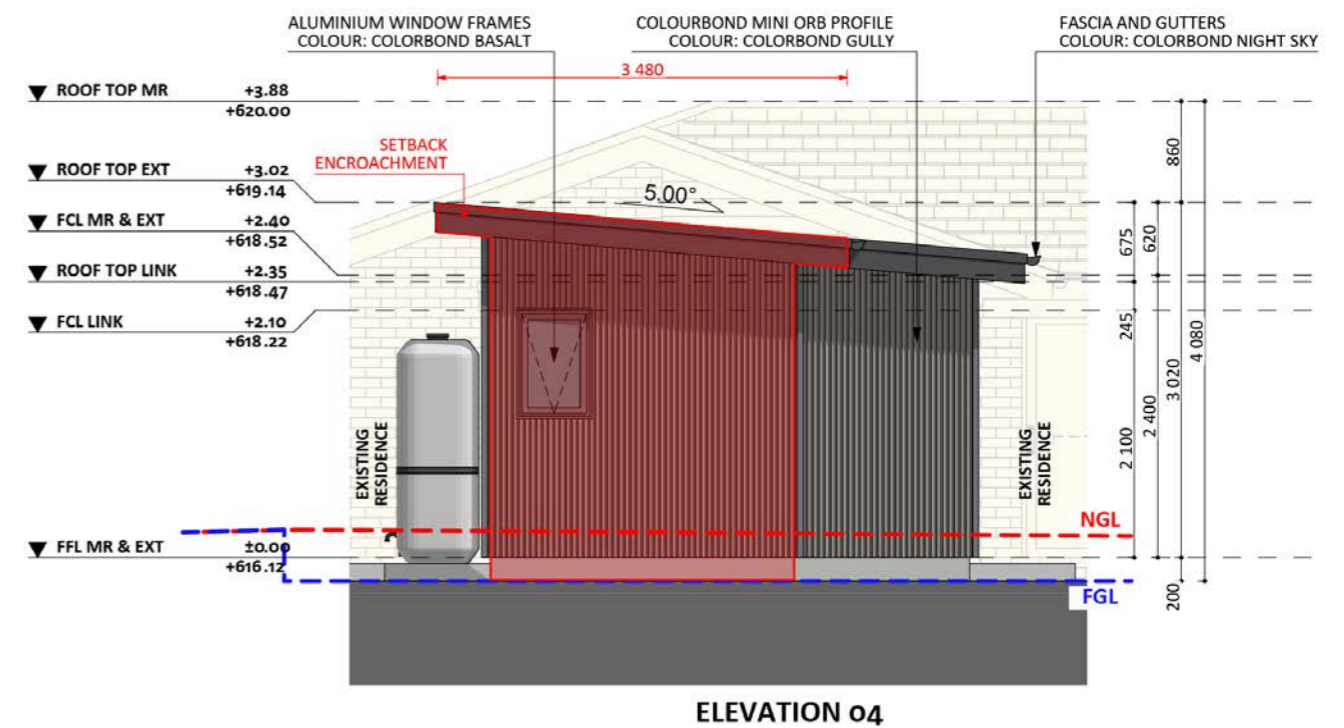 ALUMINIUM WINDOW FRAMES
COLOUR: COLORBOND BASALT
COLOURBOND MINI ORB PROFILE
COLOUR: COLORBOND GULLY
FASCIA AND GUTTERS
COLOUR: COLORBOND NIGHT SKY
3 480
ROOF TOP MR +3.88
+620.00
SETBACK
ENCROACHMENT
860
ROOF TOP EXT +3.02
+619.14
5.00°
FCL MR & EXT +2.40
+618.52
675
620
ROOF TOP LINK +2.35
+618.47
FCL LINK +2.10
+618.22
245
4 080
3 020
2 400
2 100
EXISTING
RESIDENCE
EXISTING
RESIDENCE
NGL
FFL MR & EXT ±0.00
+616.12
FGL
200
ELEVATION 04